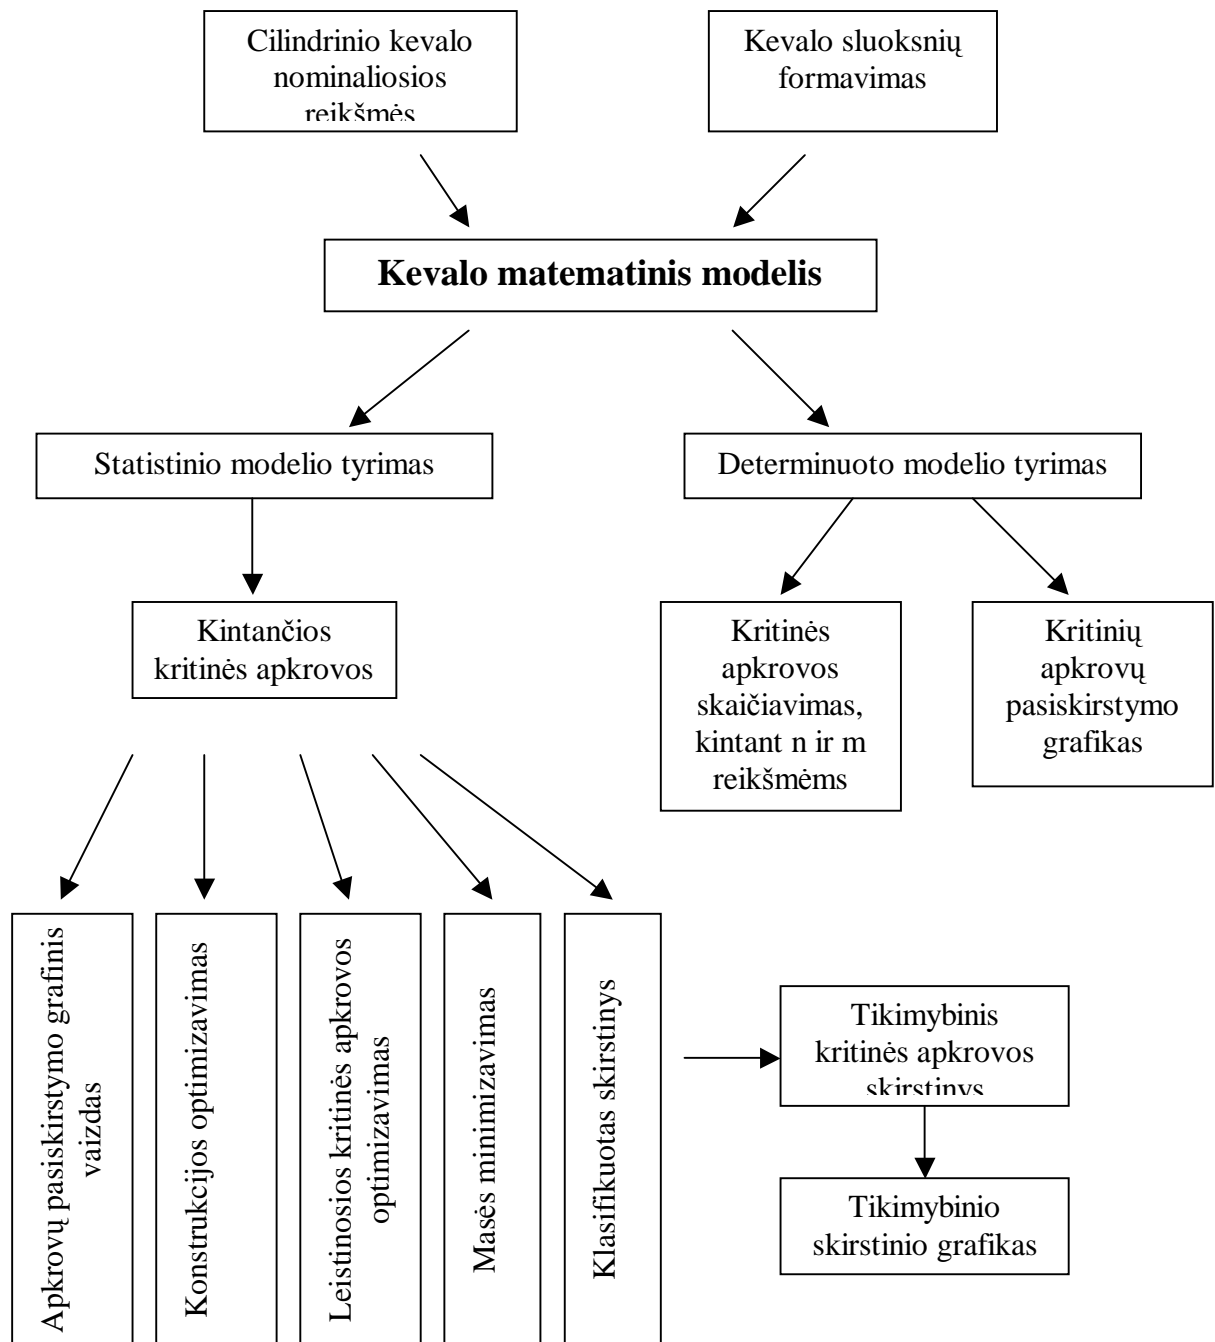 Cilindrinio kevalo
nominaliosios
reikšmės
Kevalo sluoksnių
formavimas
Kevalo matematinis modelis
Statistinio modelio tyrimas
Determinuoto modelio tyrimas
Kintančios
kritinės apkrovos
Kritinės
apkrovos
skaičiavimas,
kintant n ir m
reikšmėms
Kritinių
apkrovų
pasiskirstymo
grafikas
Apkrovų pasiskirstymo grafinis
vaizdas
Konstrukcijos optimizavimas
Leistinosios kritinės apkrovos
optimizavimas
Masės minimizavimas
Klasifikuotas skirstinys
Tikimybinis
kritinės apkrovos
skirstinys
Tikimybinio
skirstinio grafikas